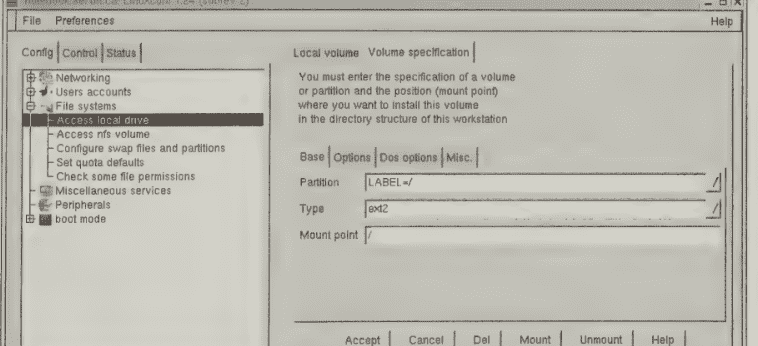 File Preferences Help
Config Control Status
Networking
Users accounts
File systems
Access local drive
Access nfs volume
Configure swap files and partitions
Set quota defaults
Check some file permissions
Miscellaneous services
Peripherals
boot mode
Local volume Volume specification
You must enter the specification of a volume
or partition and the position (mount point)
where you want to install this volume
in the directory structure of this workstation
Base Options Dos options Misc.
Partition LABEL=/
Type ext2
Mount point /
Accept Cancel Del Mount Unmount Help